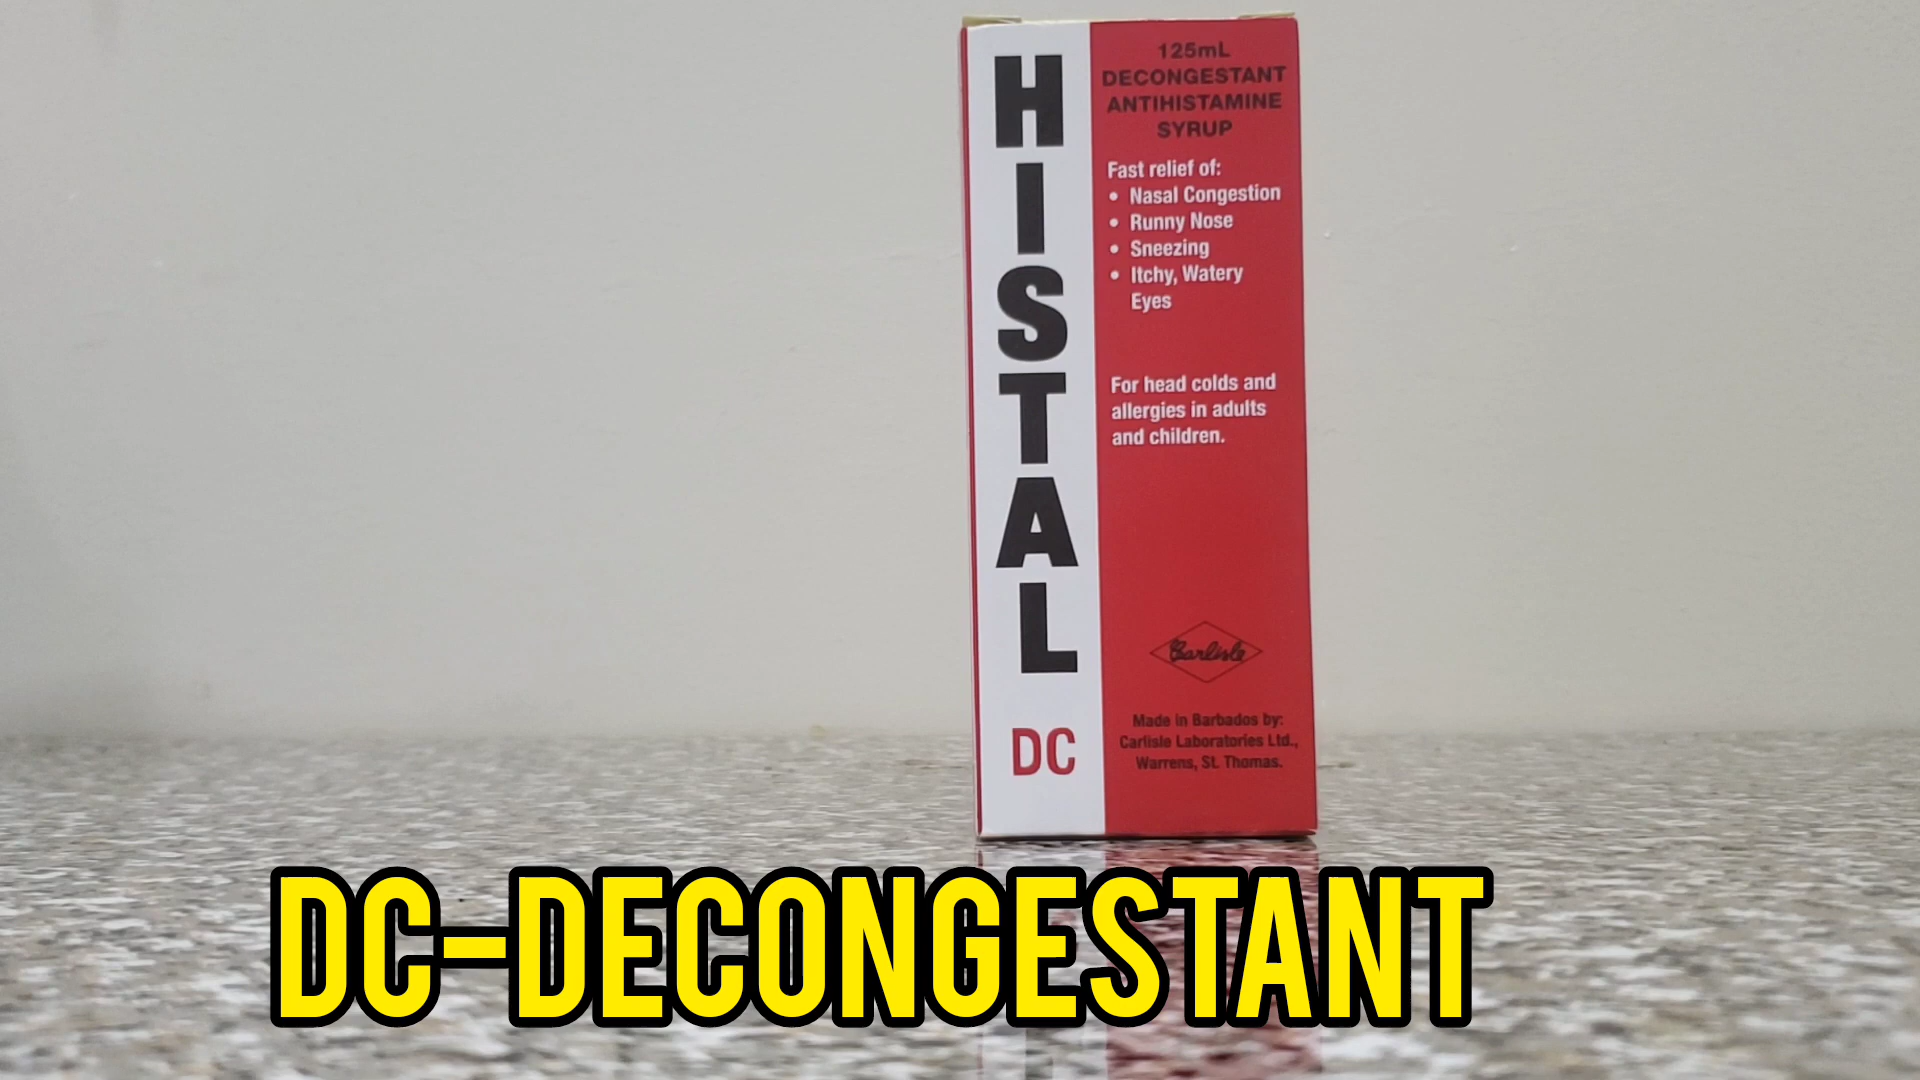 HISTAL
DC
125mL
DECONGESTANT
ANTIHISTAMINE
SYRUP
Fast relief of:
• Nasal Congestion
• Runny Nose
• Sneezing
• Itchy, Watery
Eyes
For head colds and
allergies in adults
and children.
Carlisle
Made in Barbados by:
Carlisle Laboratories Ltd.,
Warrens, St. Thomas.
DC-DECONGESTANT